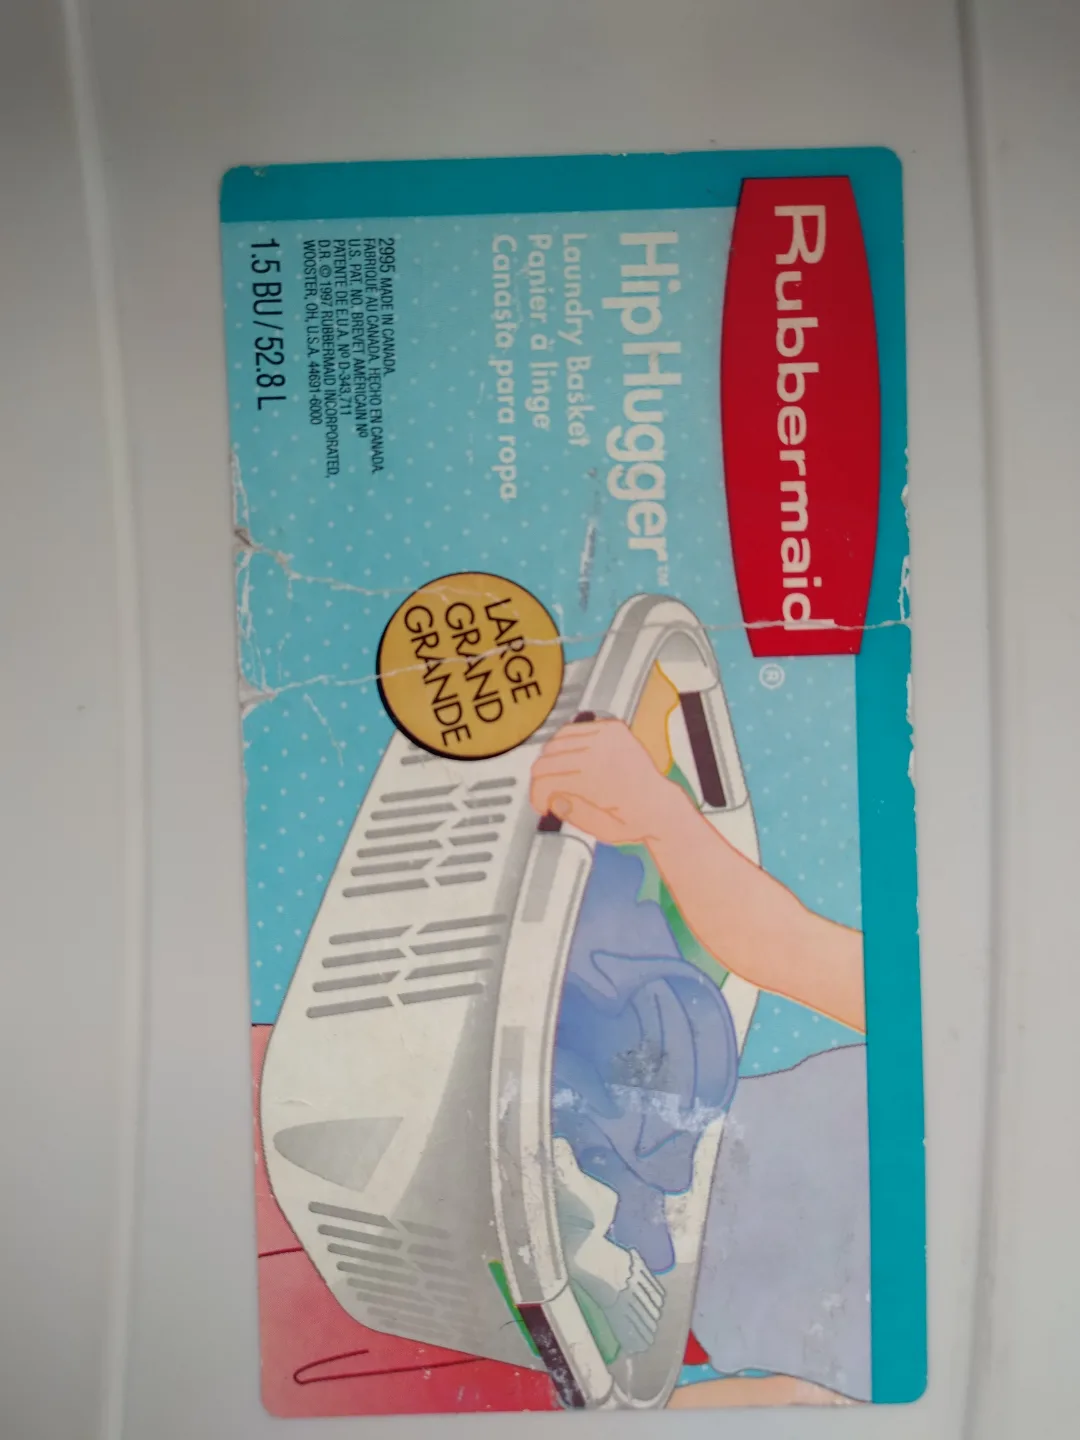 Rubbermaid®
HipHugger™
Laundry Basket
Panier à linge
Canasta para ropa
LARGE
GRAND
GRANDE
2995 MADE IN CANADA.
FABRIQUÉ AU CANADA. HECHO EN CANADA.
U.S. PAT. NO. BREVET AMÉRICAIN Nº
PATENTE DE E.U.A. Nº D-343,711
D.R. © 1997 RUBBERMAID INCORPORATED,
WOOSTER, OH, U.S.A. 44691-6000
1.5 BU / 52.8 L